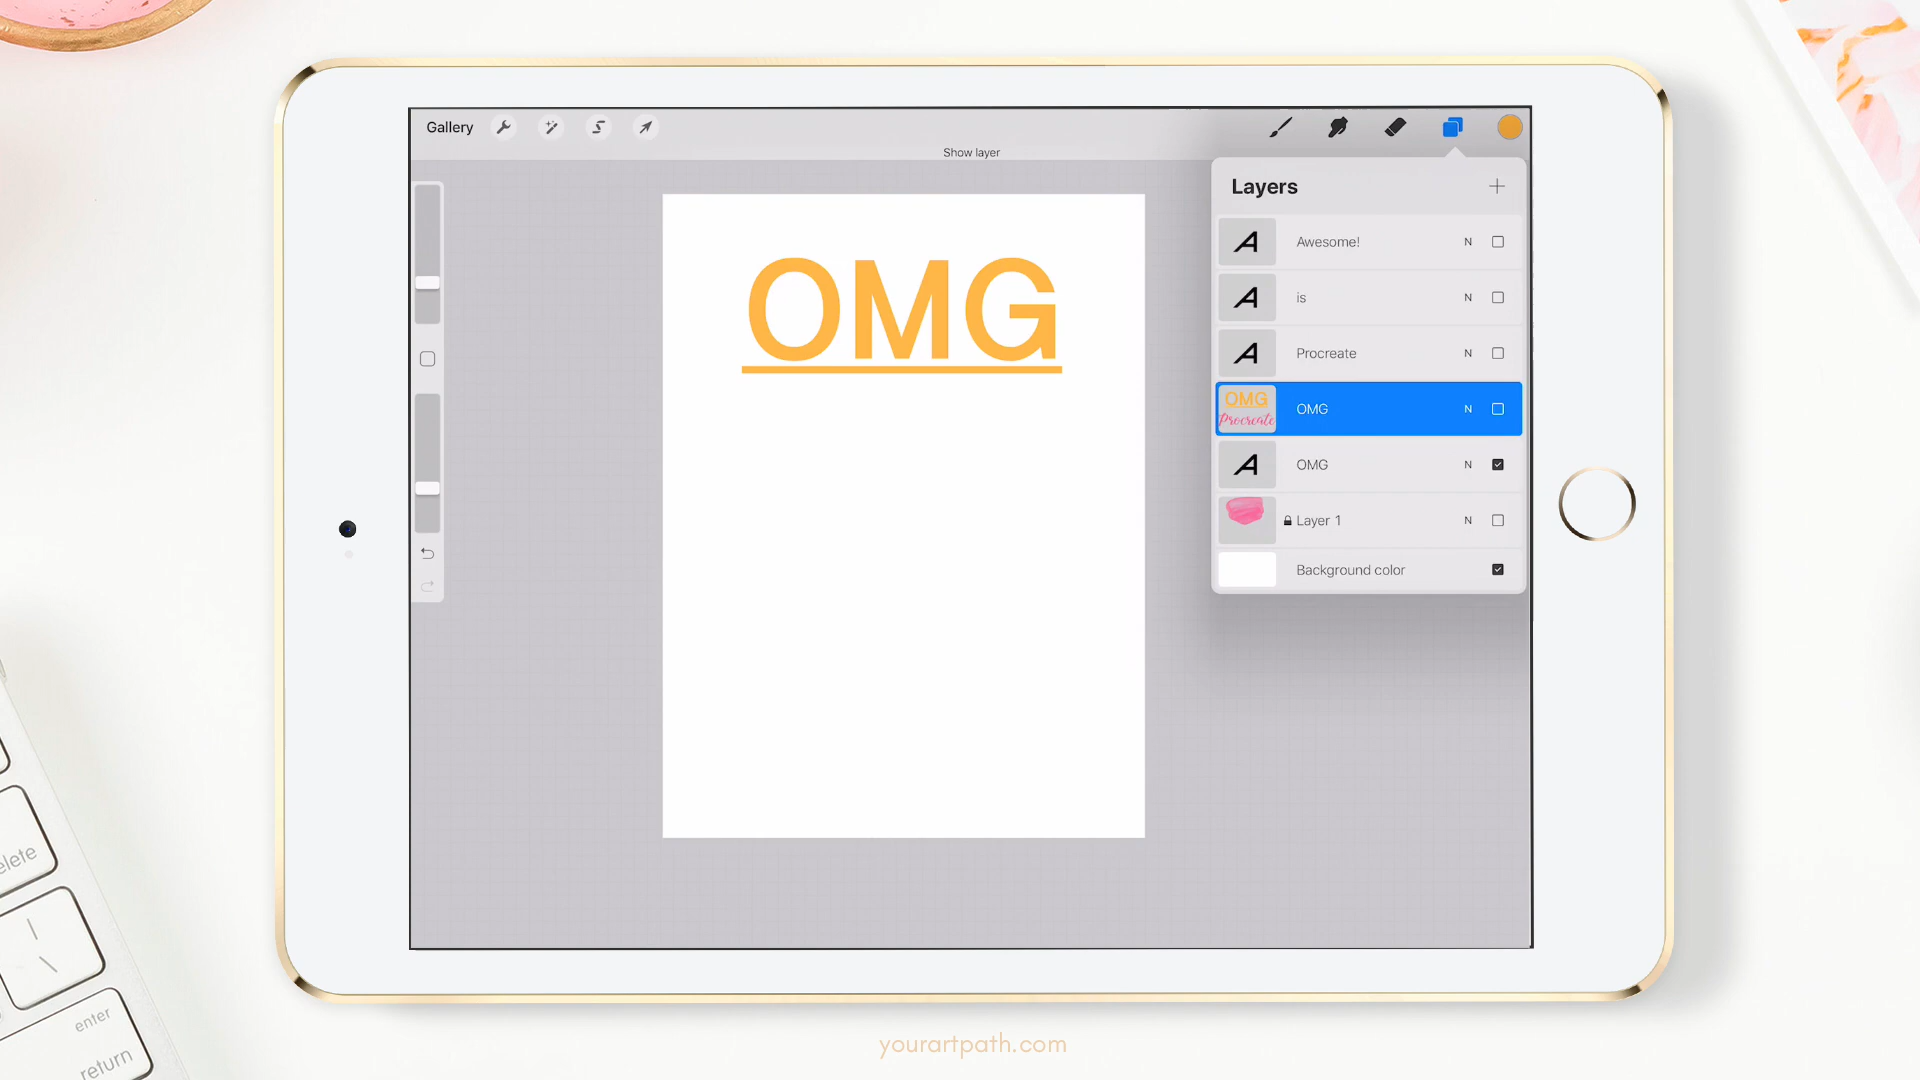 Gallery
Show layer
OMG
Layers
A Awesome! N
A is N
A Procreate N
OMG
Procreate
OMG N
A OMG N
Layer 1 N
Background color
enter
return
yourartpath.com